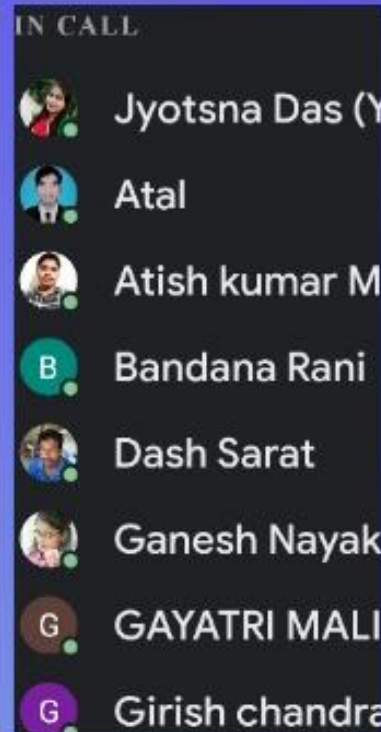 IN CALL
Jyotsna Das (Y
Atal
Atish kumar M
B Bandana Rani
Dash Sarat
Ganesh Nayak
G GAYATRI MALI
G Girish chandra